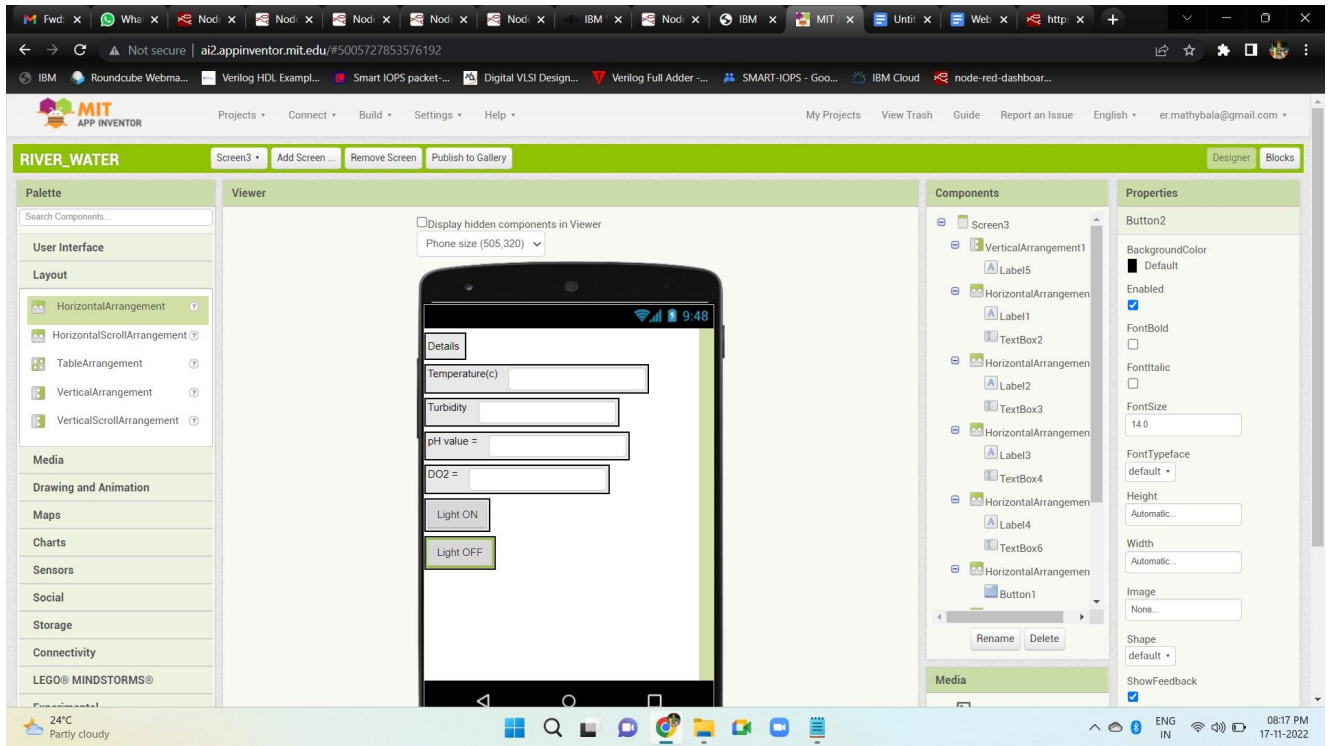 Fwd: Wha Node Node Node Node Node IBM Node IBM MIT Untit Web http:
Not secure | ai2.appinventor.mit.edu/#5005727853576192
IBM Roundcube Webma... Verilog HDL Exampl... Smart IOPS packet-... Digital VLSI Design... Verilog Full Adder -... SMART-IOPS - Goo... IBM Cloud node-red-dashboar...
MIT APP INVENTOR
Projects Connect Build Settings Help My Projects View Trash Guide Report an Issue English er.mathybala@gmail.com
RIVER_WATER Screen3 Add Screen ... Remove Screen Publish to Gallery Designer Blocks
Palette
Search Components...
User Interface
Layout
HorizontalArrangement
HorizontalScrollArrangement
TableArrangement
VerticalArrangement
VerticalScrollArrangement
Media
Drawing and Animation
Maps
Charts
Sensors
Social
Storage
Connectivity
LEGO® MINDSTORMS®
Viewer
Display hidden components in Viewer
Phone size (505,320)
9:48
Details
Temperature(c)
Turbidity
pH value =
DO2 =
Light ON
Light OFF
Components
Screen3
VerticalArrangement1
Label5
HorizontalArrangemen
Label1
TextBox2
HorizontalArrangemen
Label2
TextBox3
HorizontalArrangemen
Label3
TextBox4
HorizontalArrangemen
Label4
TextBox6
HorizontalArrangemen
Button1
Rename Delete
Media
Properties
Button2
BackgroundColor
Default
Enabled
FontBold
FontItalic
FontSize
14.0
FontTypeface
default
Height
Automatic...
Width
Automatic...
Image
None...
Shape
default
ShowFeedback
24°C
Partly cloudy
ENG
IN
08:17 PM
17-11-2022